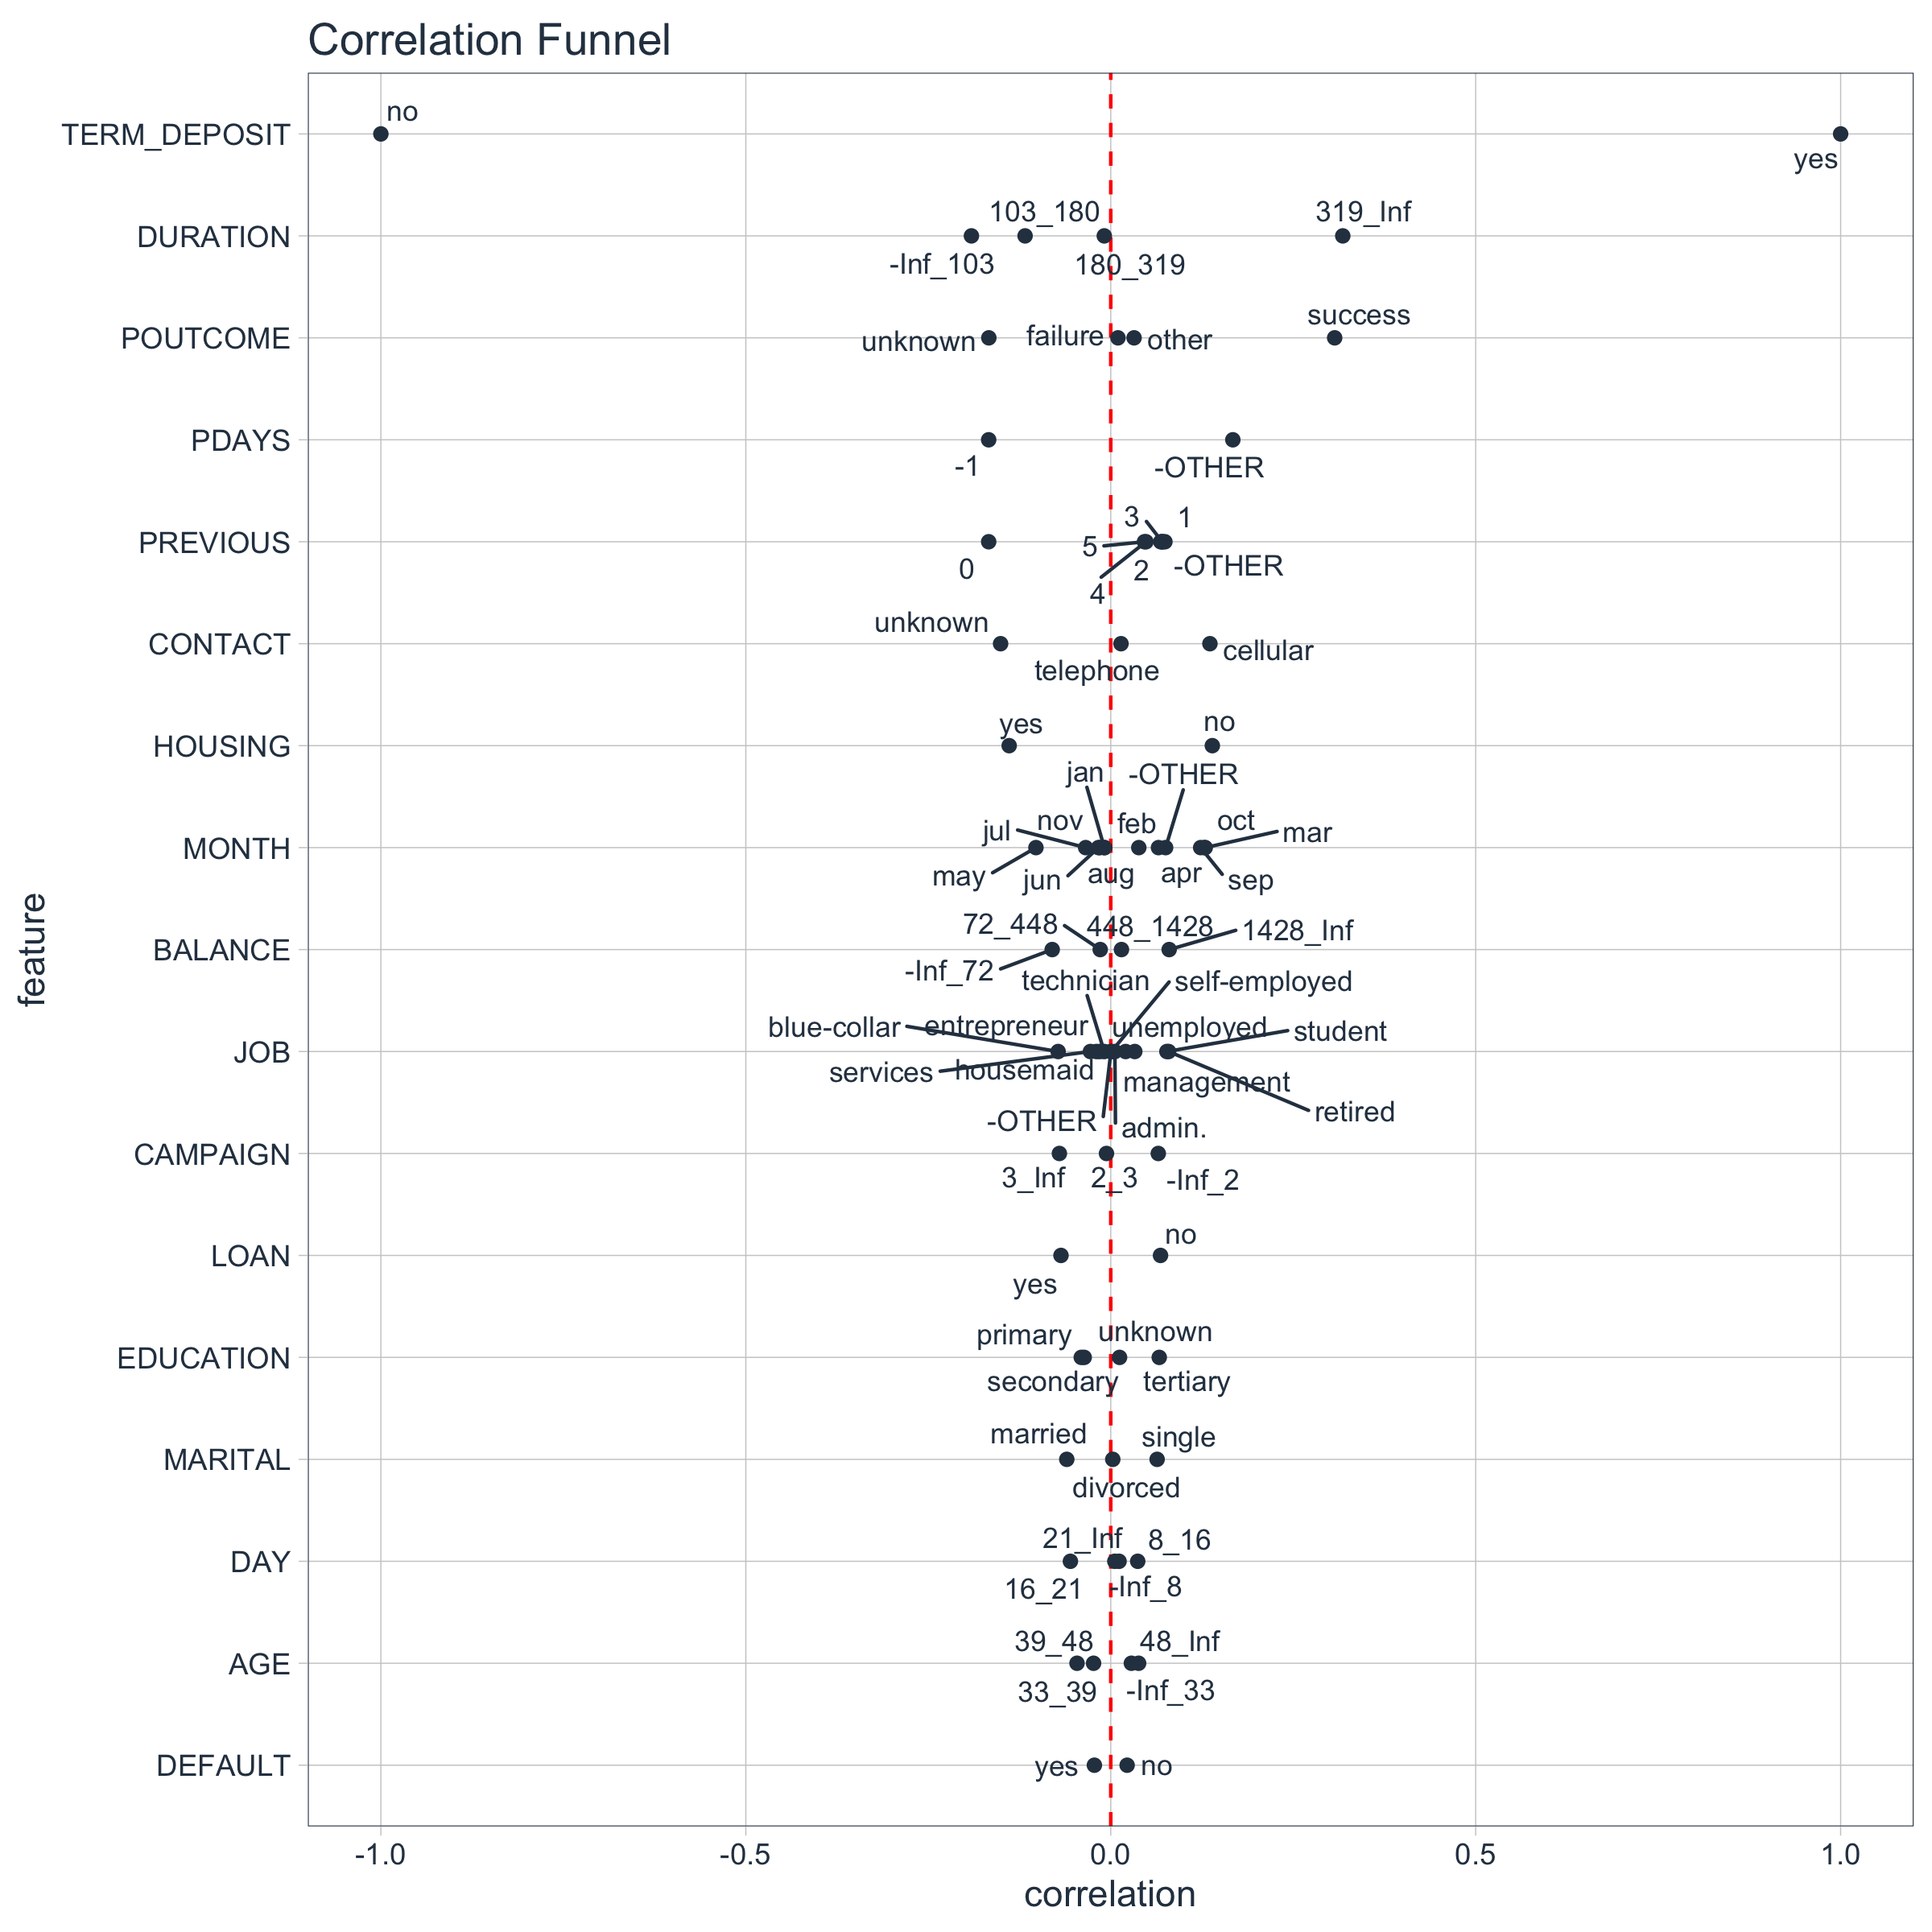 Correlation Funnel
feature
TERM_DEPOSIT
no
yes
DURATION
103_180
319_Inf
-Inf_103
180_319
POUTCOME
success
unknown
failure
other
PDAYS
-1
-OTHER
PREVIOUS
3
1
5
0
2
-OTHER
4
CONTACT
unknown
telephone
cellular
HOUSING
yes
no
MONTH
jan
-OTHER
jul
nov
feb
oct
mar
may
jun
aug
apr
sep
BALANCE
72_448
448_1428
1428_Inf
-Inf_72
JOB
technician
self-employed
blue-collar
entrepreneur
unemployed
student
services
housemaid
management
retired
-OTHER
admin.
CAMPAIGN
3_Inf
2_3
-Inf_2
LOAN
no
yes
EDUCATION
primary
unknown
secondary
tertiary
MARITAL
married
single
divorced
DAY
21_Inf
8_16
16_21
-Inf_8
AGE
39_48
48_Inf
33_39
-Inf_33
DEFAULT
yes
no
-1.0
-0.5
0.0
0.5
1.0
correlation